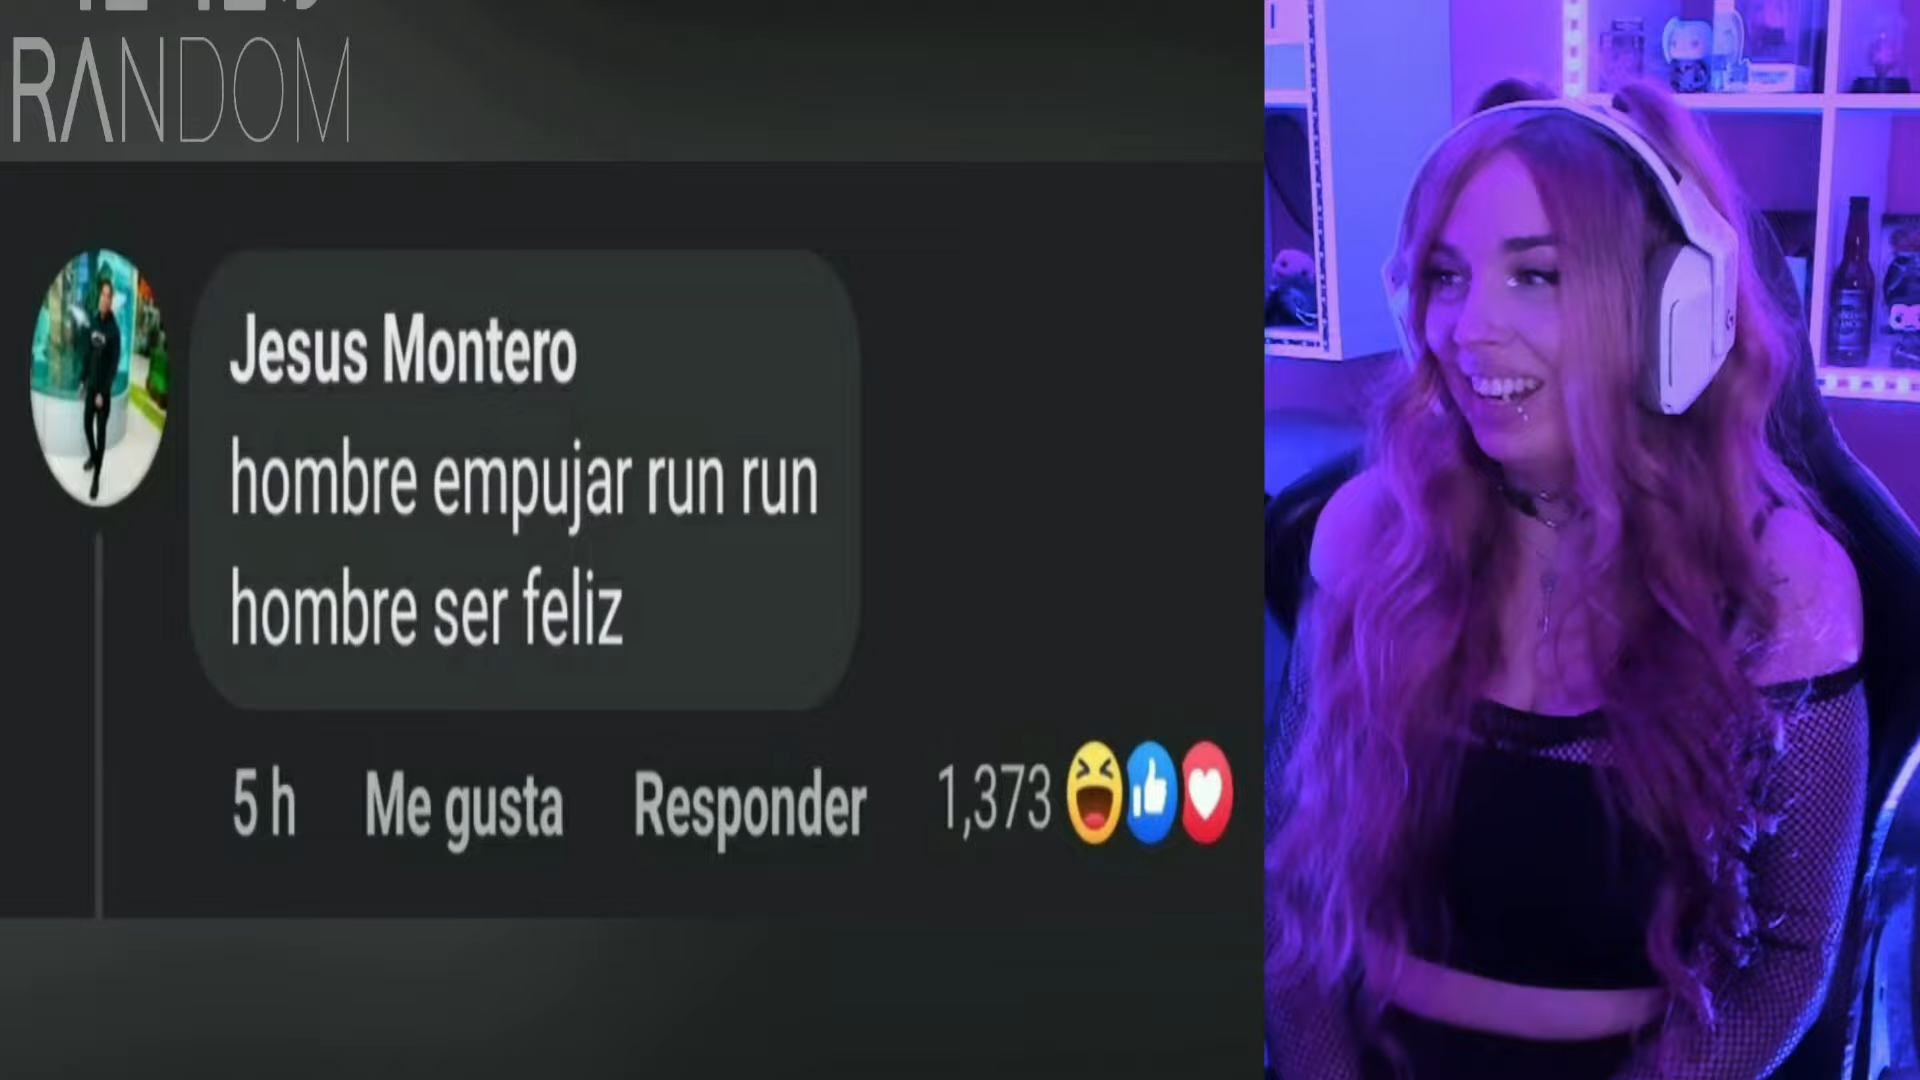 RANDOM
Jesus Montero
hombre empujar run run
hombre ser feliz
5 h Me gusta Responder 1,373